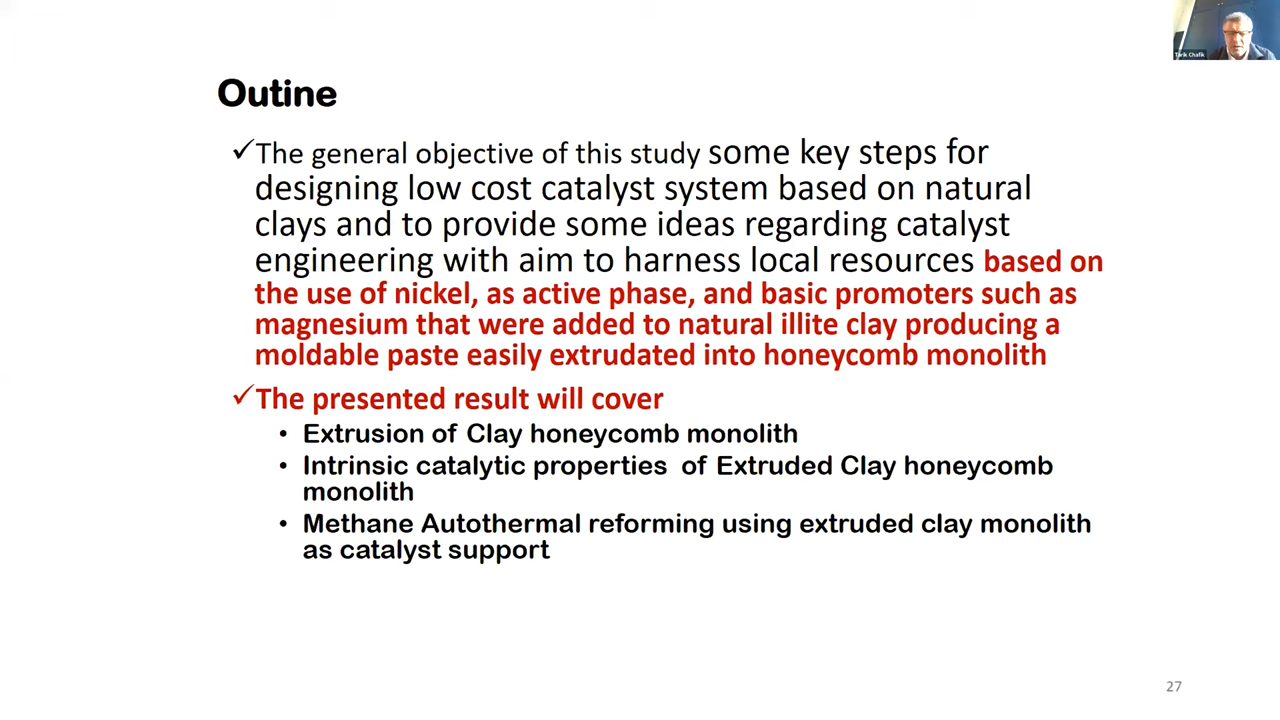 Tarik Chafik
Outine
✓The general objective of this study some key steps for
designing low cost catalyst system based on natural
clays and to provide some ideas regarding catalyst
engineering with aim to harness local resources based on
the use of nickel, as active phase, and basic promoters such as
magnesium that were added to natural illite clay producing a
moldable paste easily extrudated into honeycomb monolith
✓The presented result will cover
• Extrusion of Clay honeycomb monolith
• Intrinsic catalytic properties of Extruded Clay honeycomb
monolith
• Methane Autothermal reforming using extruded clay monolith
as catalyst support
27